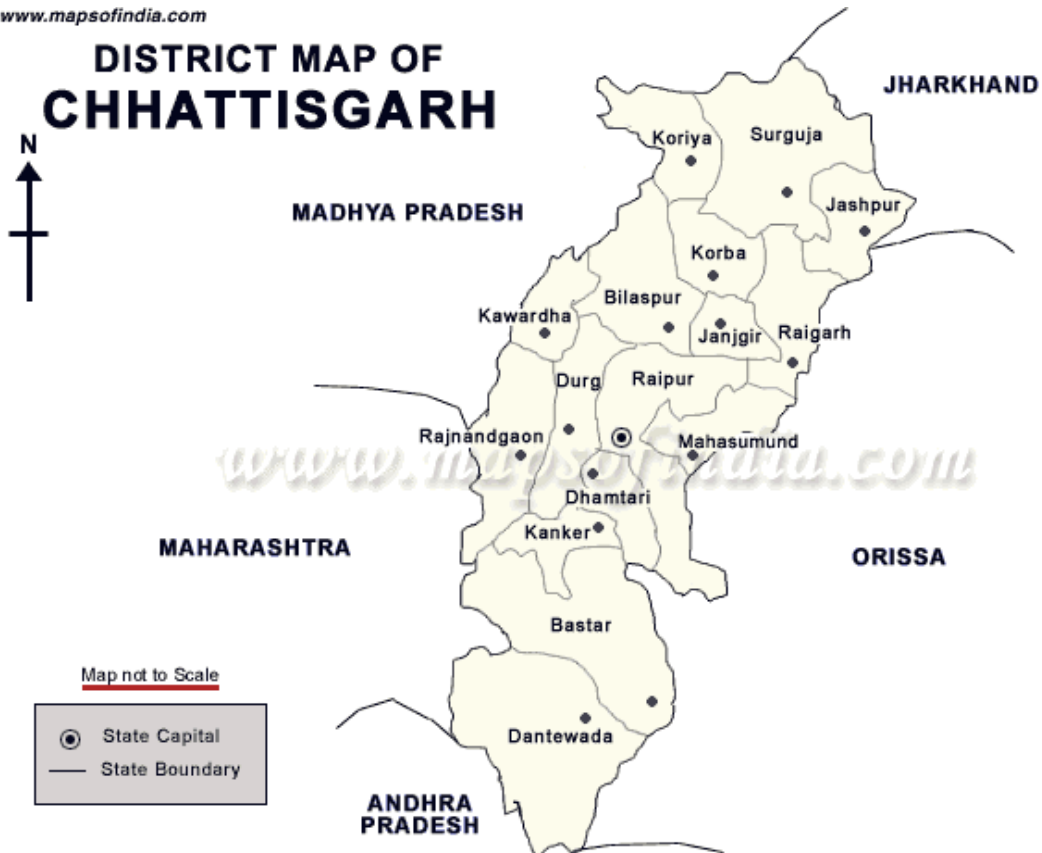 www.mapsofindia.com
DISTRICT MAP OF
CHHATTISGARH
N
JHARKHAND
MADHYA PRADESH
Koriya
Surguja
Jashpur
Korba
Bilaspur
Kawardha
Janjgir
Raigarh
Durg
Raipur
Rajnandgaon
Mahasumund
www.mapsofindia.com
Dhamtari
Kanker
MAHARASHTRA
ORISSA
Bastar
Map not to Scale
State Capital
State Boundary
Dantewada
ANDHRA
PRADESH